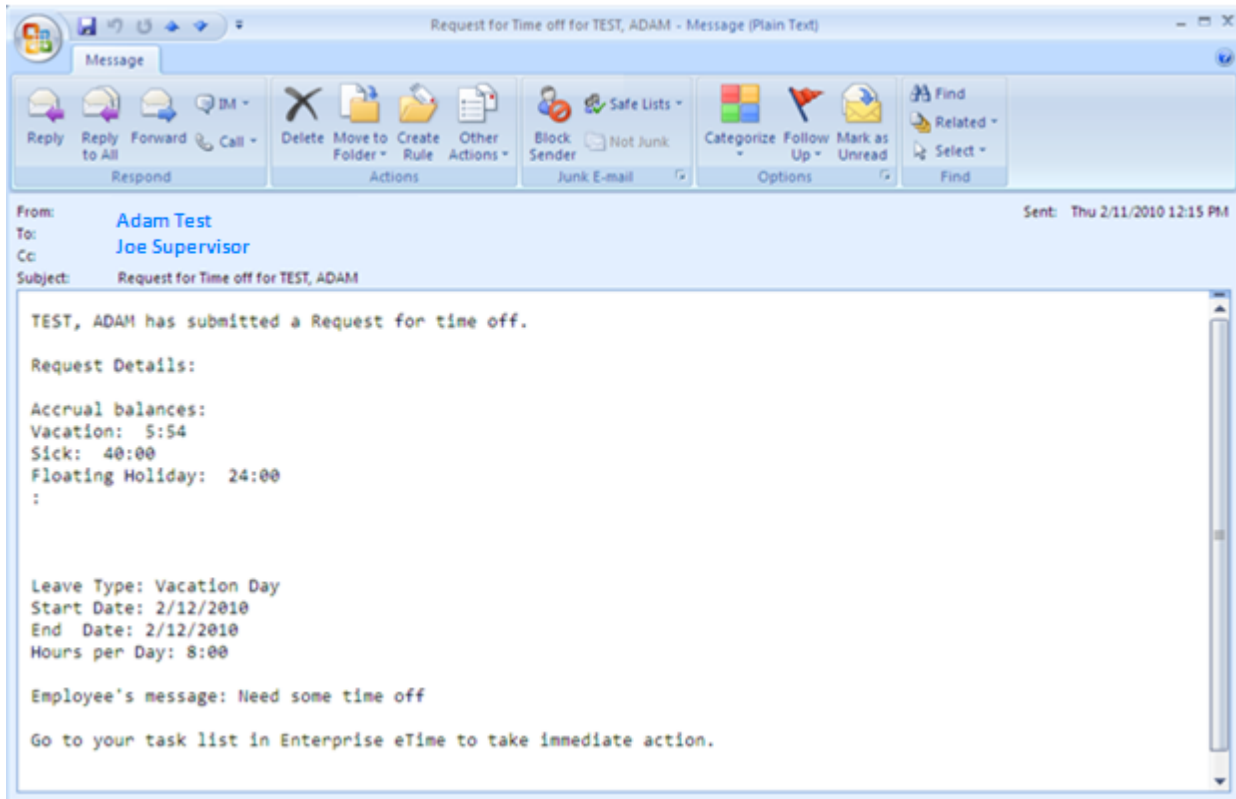 Request for Time off for TEST, ADAM - Message (Plain Text)
Message
Reply
Reply to All
Forward
IM
Call
Respond
Delete
Move to Folder
Create Rule
Other Actions
Actions
Block Sender
Safe Lists
Not Junk
Junk E-mail
Categorize
Follow Up
Mark as Unread
Options
Find
Related
Select
Find
From: Adam Test
Sent: Thu 2/11/2010 12:15 PM
To: Joe Supervisor
Cc:
Subject: Request for Time off for TEST, ADAM
TEST, ADAM has submitted a Request for time off.
Request Details:
Accrual balances:
Vacation: 5:54
Sick: 40:00
Floating Holiday: 24:00
:
Leave Type: Vacation Day
Start Date: 2/12/2010
End Date: 2/12/2010
Hours per Day: 8:00
Employee's message: Need some time off
Go to your task list in Enterprise eTime to take immediate action.